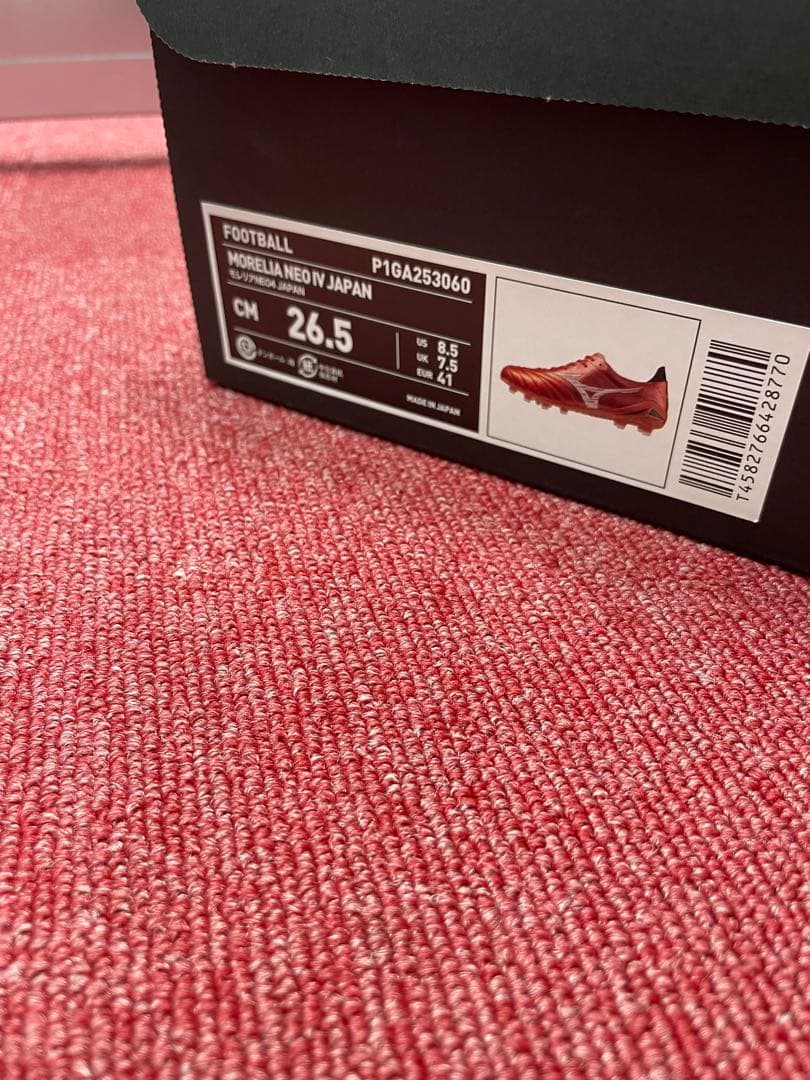 FOOTBALL
MORELIA NEO IV JAPAN P1GA253060
モレリアNEO4 JAPAN
CM 26.5
US 8.5
UK 7.5
EUR 41
MADE IN JAPAN
T4582766428770